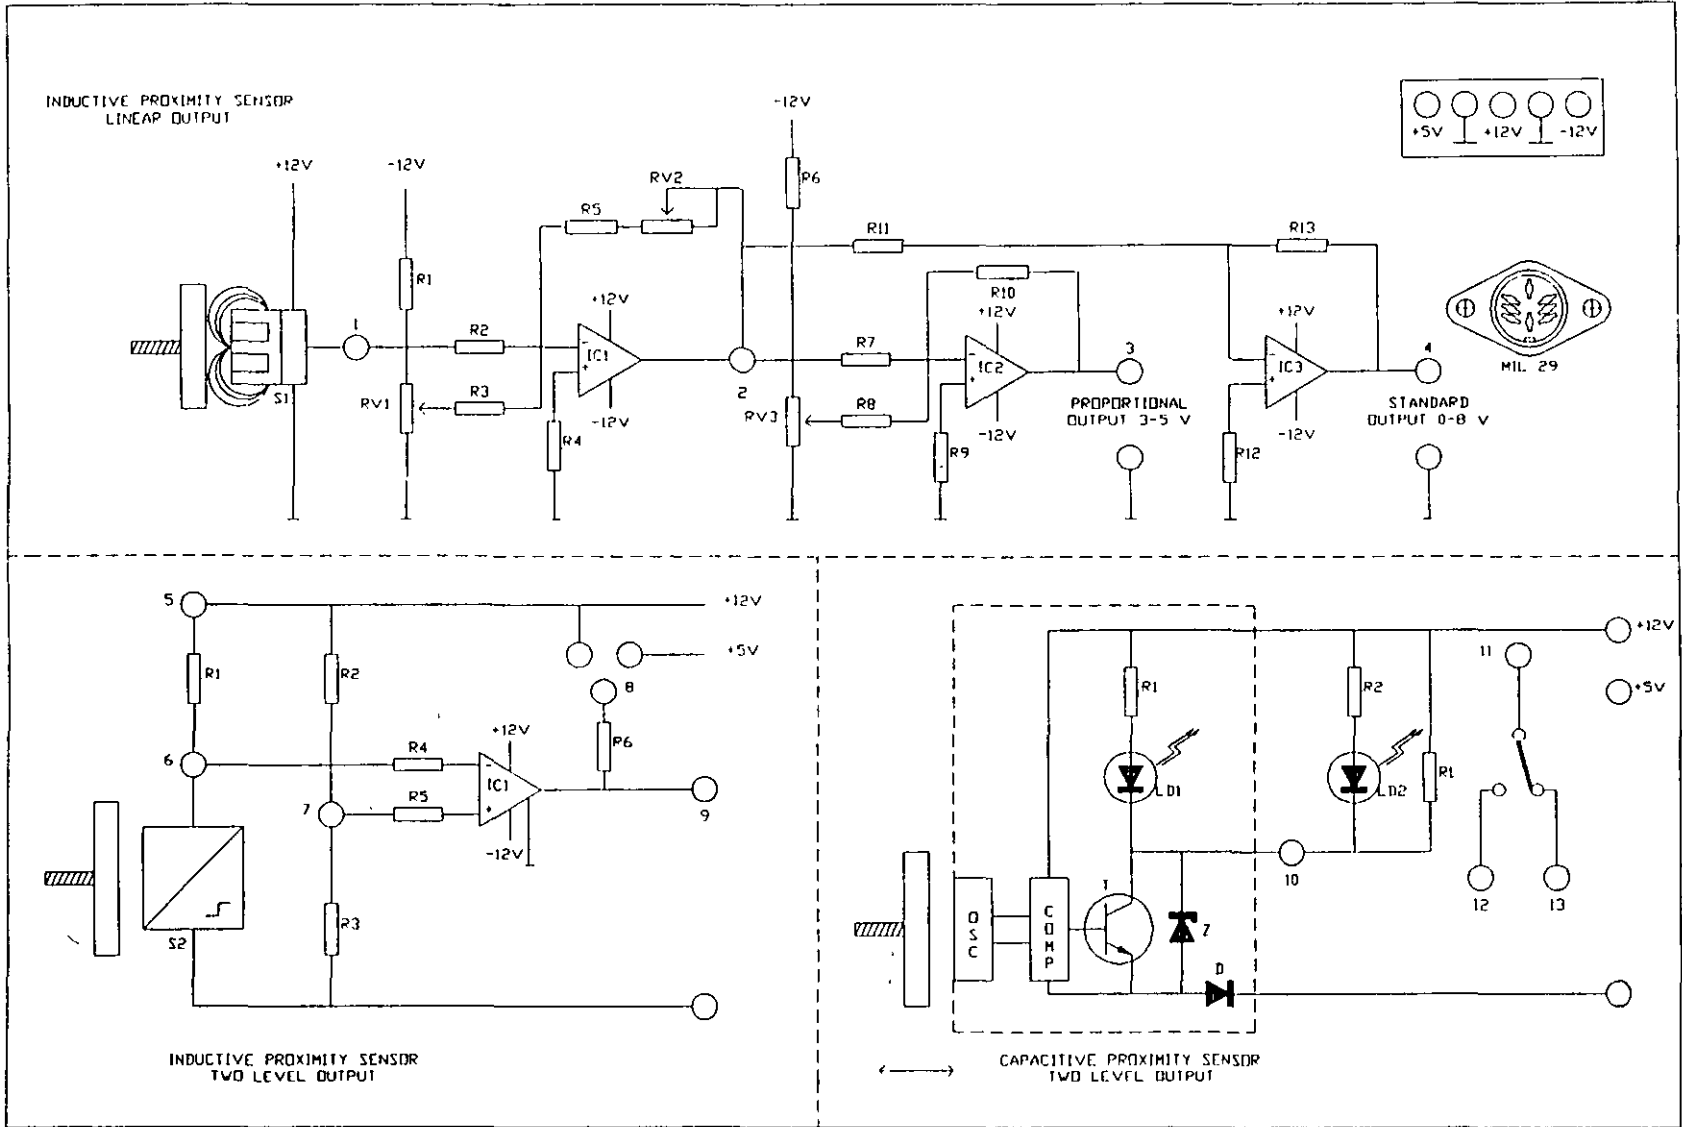 INDUCTIVE PROXIMITY SENSOR
LINEAR OUTPUT
+12V
-12V
-12V
+5V
+12V
-12V
R6
RV2
R5
R11
R13
R1
R10
+12V
+12V
+12V
1
R2
IC1
-
+
R7
-
+
IC2
3
-
+
IC3
4
MIL 29
S1
RV1
R3
2
RV3
R8
PROPORTIONAL
OUTPUT 3-5 V
STANDARD
OUTPUT 0-8 V
-12V
-12V
-12V
R4
R9
R12
5
+12V
+5V
R1
R2
8
R6
+12V
6
R4
-
IC1
7
R5
+
9
-12V
S2
R3
INDUCTIVE PROXIMITY SENSOR
TWO LEVEL OUTPUT
+12V
11
+5V
R1
R2
LD1
LD2
R1
10
12
13
OSC
COMP
T
Z
D
CAPACITIVE PROXIMITY SENSOR
TWO LEVEL OUTPUT